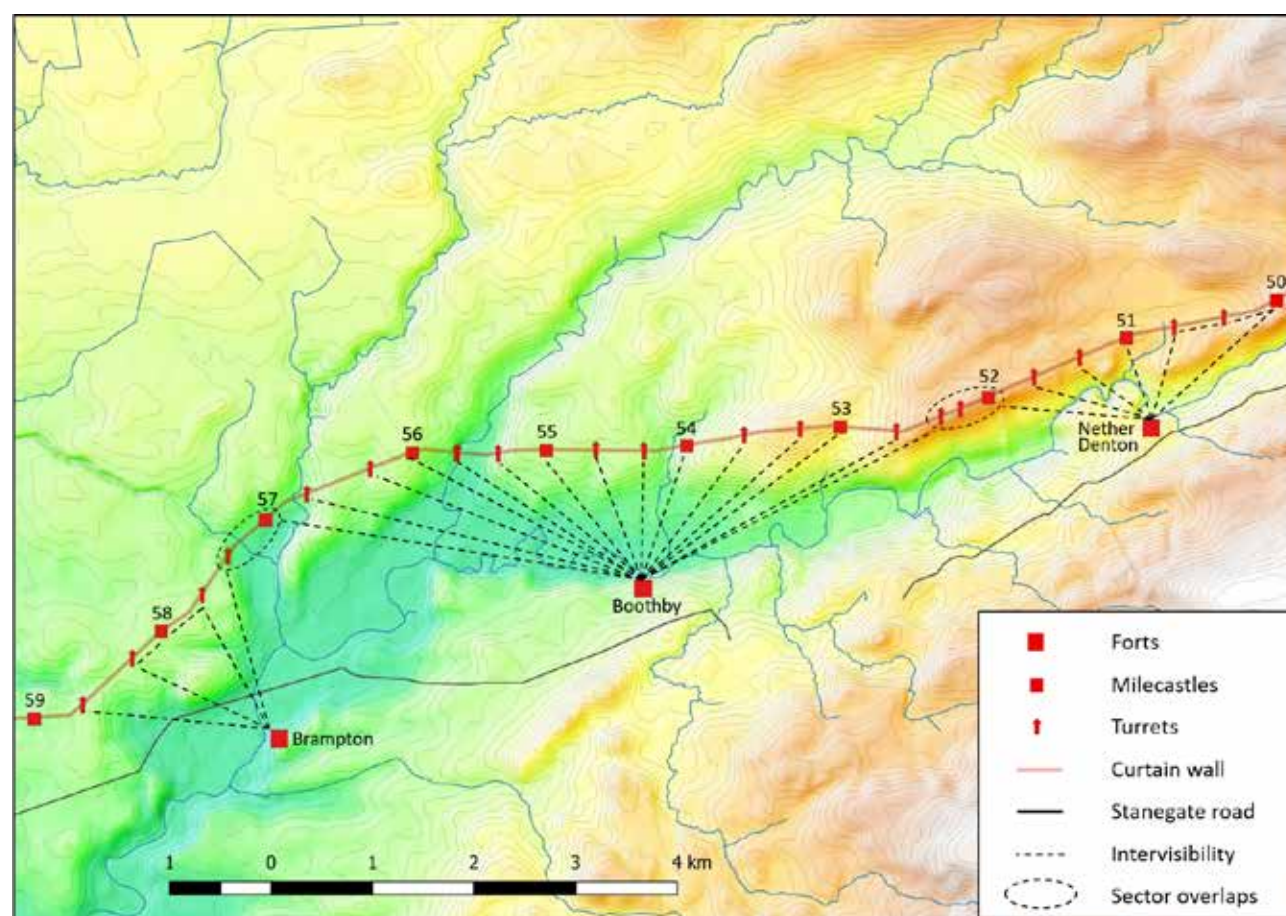 50
51
52
Nether
Denton
53
54
55
56
57
Boothby
58
59
Brampton
1 0 1 2 3 4 km
Forts
Milecastles
Turrets
Curtain wall
Stanegate road
Intervisibility
Sector overlaps